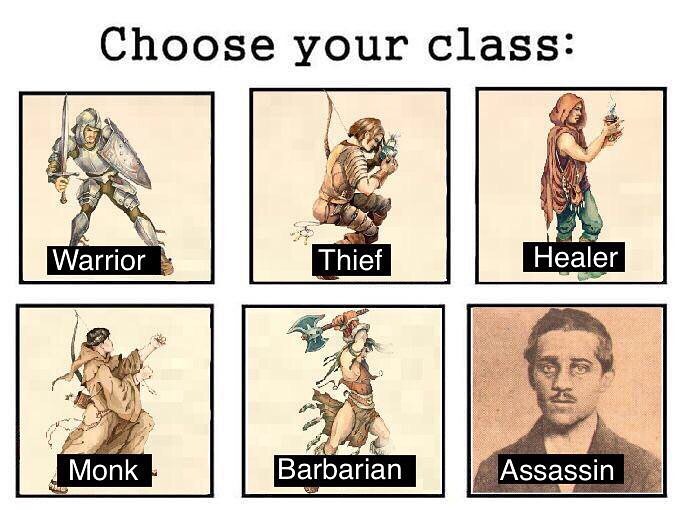 Choose your class:
Warrior
Thief
Healer
Monk
Barbarian
Assassin